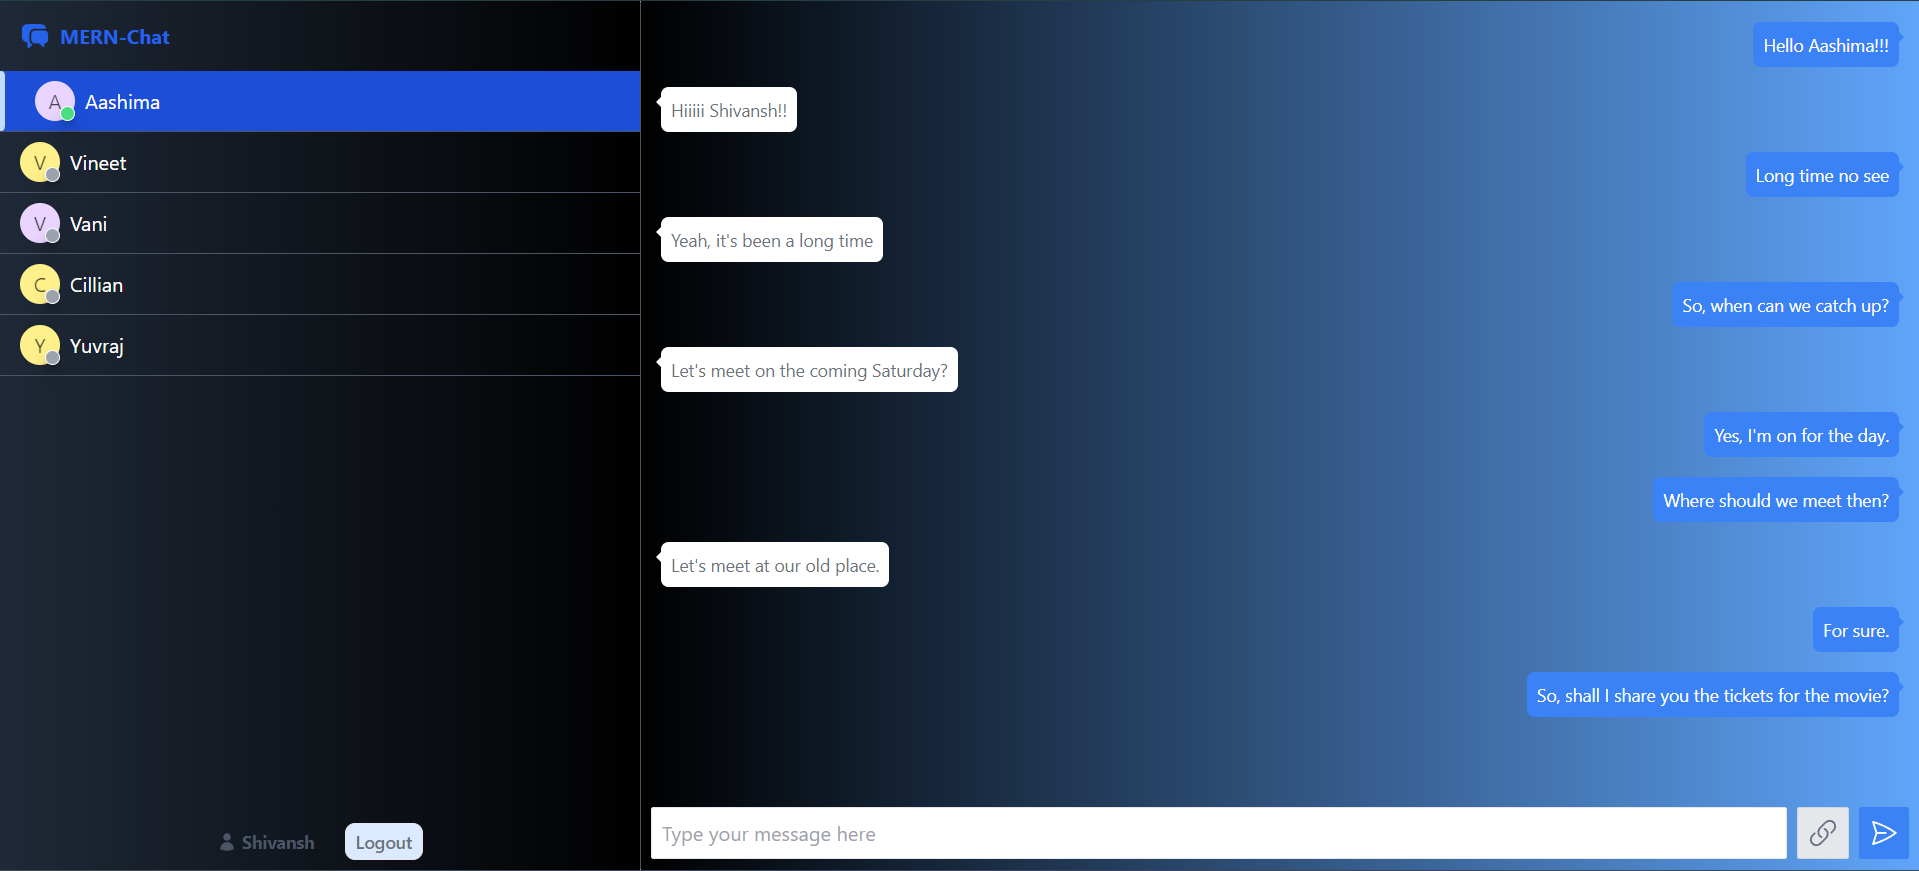 MERN-Chat
A
Aashima
V
Vineet
V
Vani
C
Cillian
Y
Yuvraj
Shivansh
Logout
Hello Aashima!!!
Hiiiii Shivansh!!
Long time no see
Yeah, it's been a long time
So, when can we catch up?
Let's meet on the coming Saturday?
Yes, I'm on for the day.
Where should we meet then?
Let's meet at our old place.
For sure.
So, shall I share you the tickets for the movie?
Type your message here